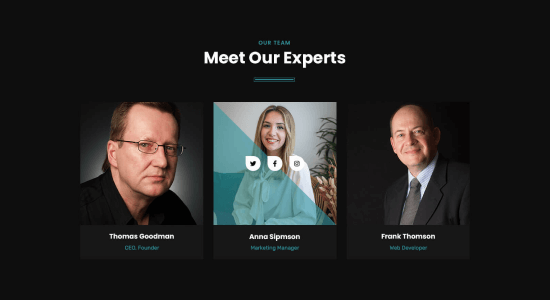 OUR TEAM
Meet Our Experts
Thomas Goodman
CEO, Founder
Anna Sipmson
Marketing Manager
Frank Thomson
Web Developer